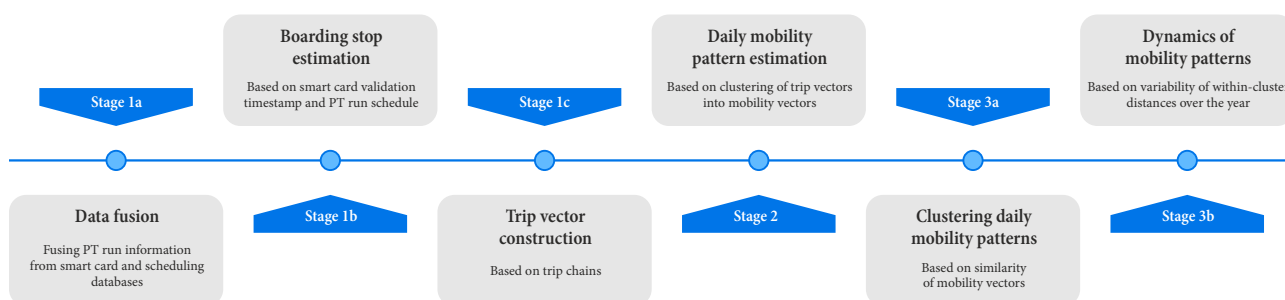 Stage 1a
Data fusion
Fusing PT run information
from smart card and scheduling
databases
Boarding stop
estimation
Based on smart card validation
timestamp and PT run schedule
Stage 1b
Stage 1c
Trip vector
construction
Based on trip chains
Daily mobility
pattern estimation
Based on clustering of trip vectors
into mobility vectors
Stage 2
Stage 3a
Clustering daily
mobility patterns
Based on similarity
of mobility vectors
Dynamics of
mobility patterns
Based on variability of within-cluster
distances over the year
Stage 3b